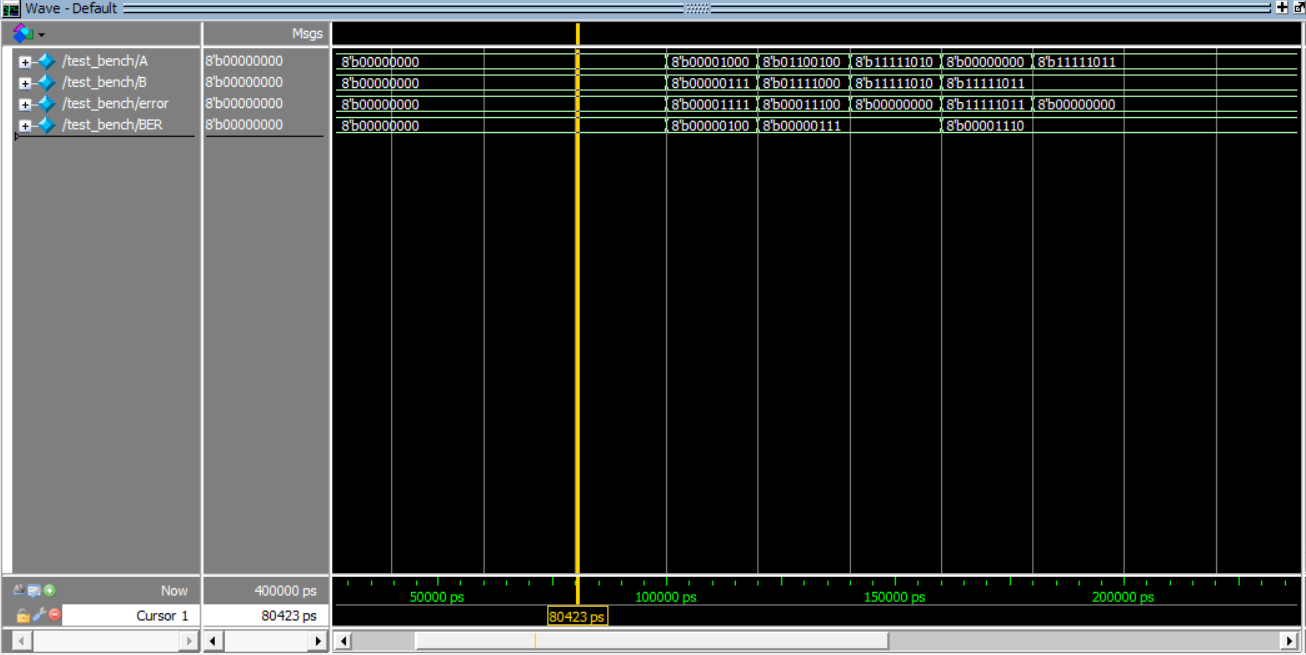 Wave - Default
Msgs
/test_bench/A 8'b00000000 8'b00000000 8'b00001000 8'b01100100 8'b11111010 8'b00000000 8'b11111011
/test_bench/B 8'b00000000 8'b00000000 8'b00000111 8'b01111000 8'b11111010 8'b11111011
/test_bench/error 8'b00000000 8'b00000000 8'b00001111 8'b00011100 8'b00000000 8'b11111011 8'b00000000
/test_bench/BER 8'b00000000 8'b00000000 8'b00000100 8'b00000111 8'b00001110
Now 400000 ps 50000 ps 100000 ps 150000 ps 200000 ps
Cursor 1 80423 ps 80423 ps